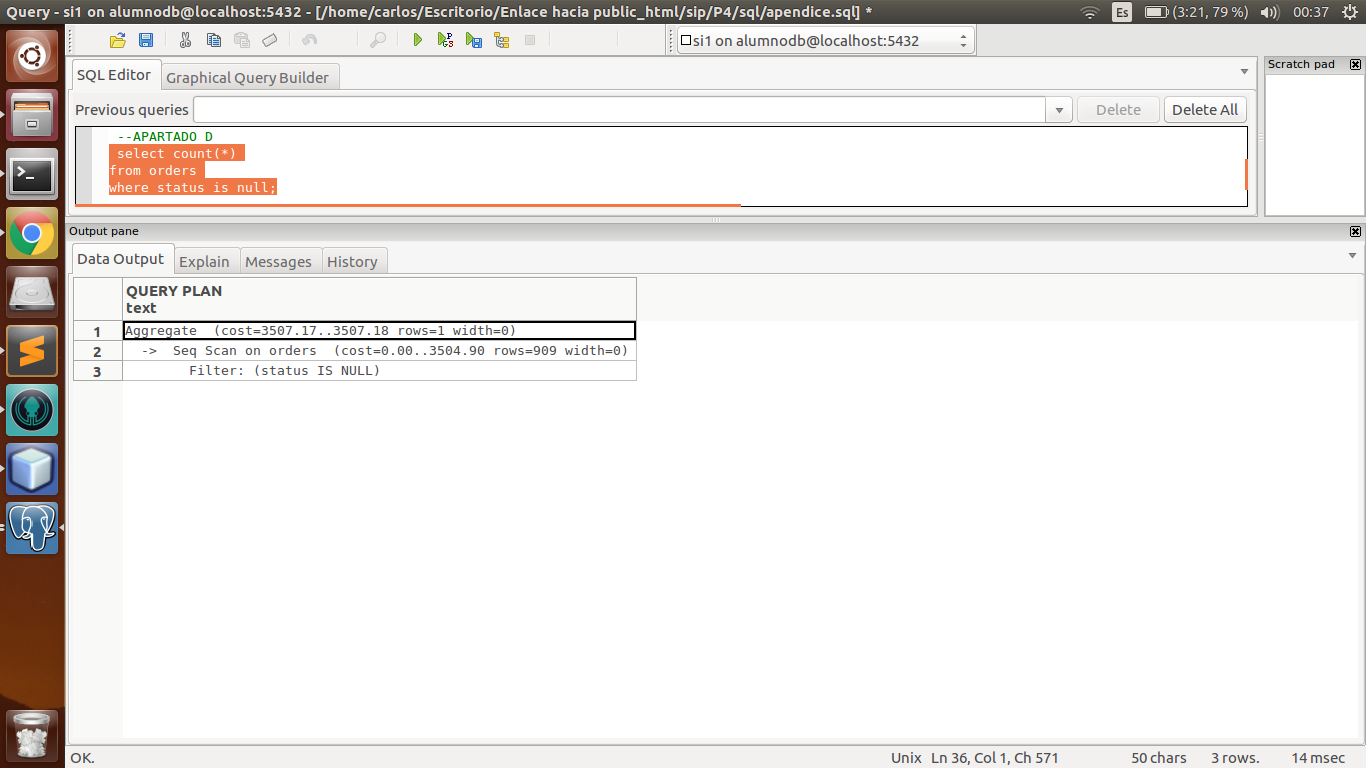 Query - si1 on alumnodb@localhost:5432 - [/home/carlos/Escritorio/Enlace hacia public_html/sip/P4/sql/apendice.sql] *
Es
(3:21, 79 %)
00:37
si1 on alumnodb@localhost:5432
SQL Editor
Graphical Query Builder
Scratch pad
Previous queries
Delete
Delete All
--APARTADO D
select count(*)
from orders
where status is null;
Output pane
Data Output
Explain
Messages
History
QUERY PLAN
text
1 Aggregate  (cost=3507.17..3507.18 rows=1 width=0)
2 ->  Seq Scan on orders  (cost=0.00..3504.90 rows=909 width=0)
3 Filter: (status IS NULL)
OK.
Unix
Ln 36, Col 1, Ch 571
50 chars
3 rows.
14 msec